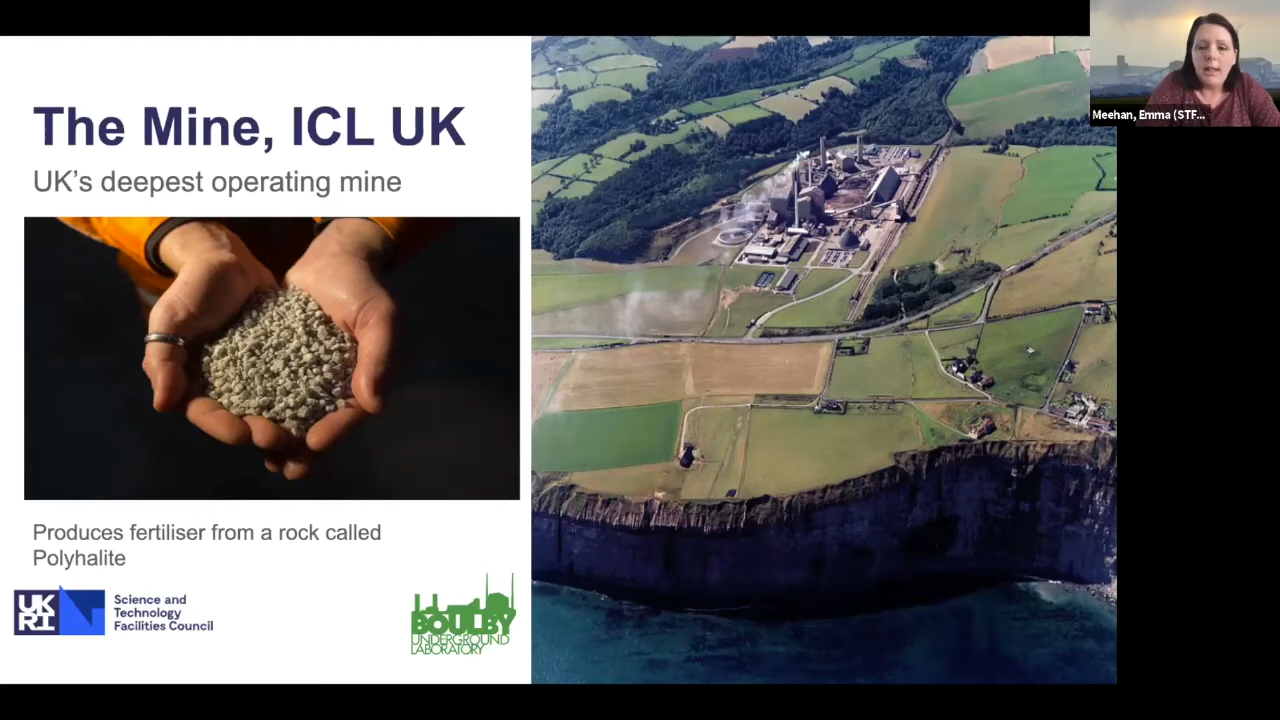 The Mine, ICL UK
UK's deepest operating mine
Produces fertiliser from a rock called
Polyhalite
UK
RI
Science and
Technology
Facilities Council
BOULBY
UNDERGROUND
LABORATORY
Meehan, Emma (STF...